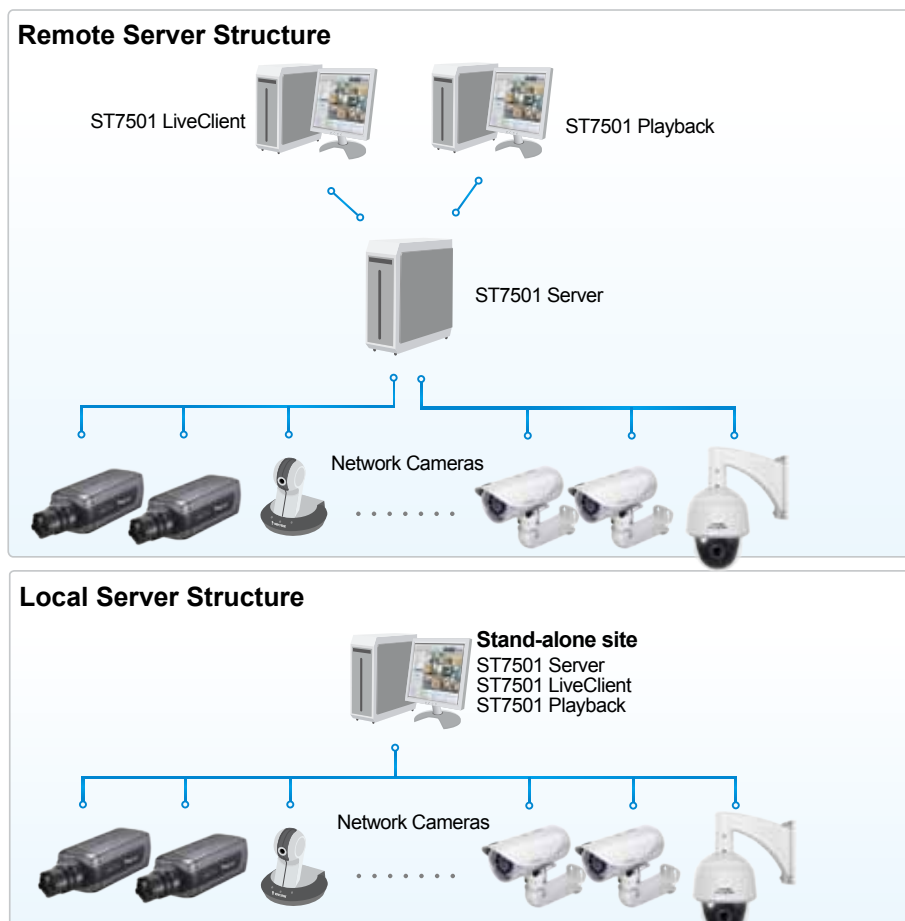 Remote Server Structure
ST7501 LiveClient
ST7501 Playback
ST7501 Server
Network Cameras
Local Server Structure
Stand-alone site
ST7501 Server
ST7501 LiveClient
ST7501 Playback
Network Cameras